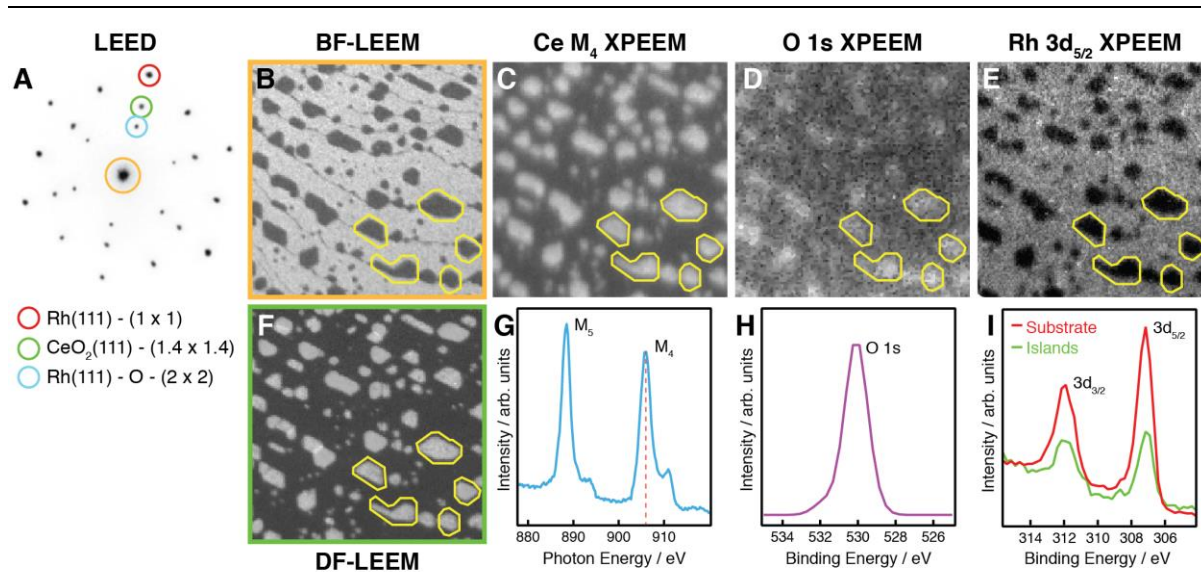 LEED
BF-LEEM
Ce M4 XPEEM
O 1s XPEEM
Rh 3d5/2 XPEEM
A
B
C
D
E
Rh(111) - (1 x 1)
CeO2(111) - (1.4 x 1.4)
Rh(111) - O - (2 x 2)
F
DF-LEEM
G
M5
M4
Intensity / arb. units
880 890 900 910
Photon Energy / eV
H
O 1s
Intensity / arb. units
534 532 530 528 526
Binding Energy / eV
I
Substrate
Islands
3d5/2
3d3/2
Intensity / arb. units
314 312 310 308 306
Binding Energy / eV